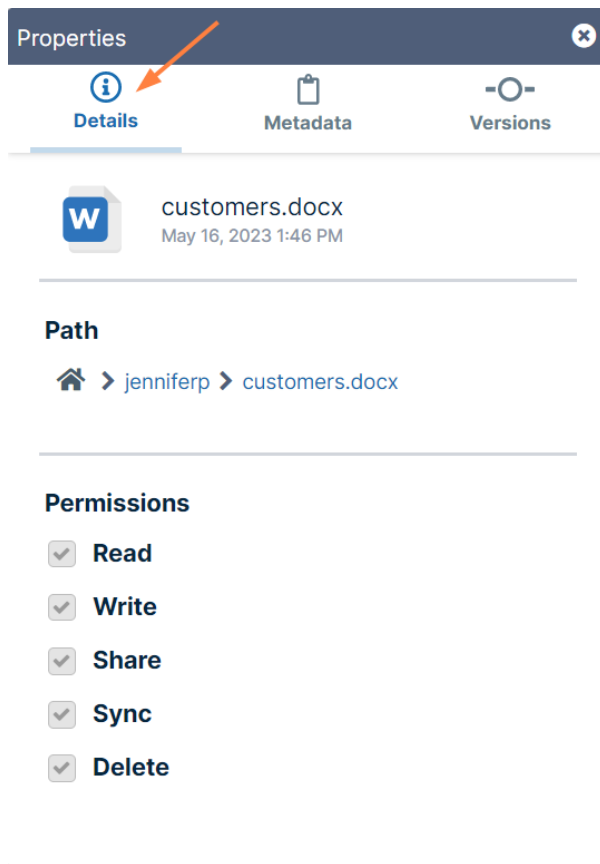 Properties
Details Metadata Versions
W
customers.docx
May 16, 2023 1:46 PM
Path
jenniferp customers.docx
Permissions
Read
Write
Share
Sync
Delete